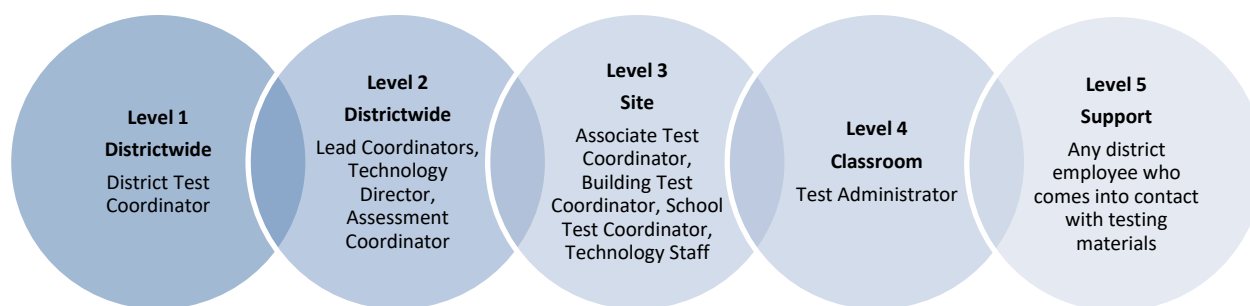 Level 1
Districtwide
District Test
Coordinator
Level 2
Districtwide
Lead Coordinators,
Technology
Director,
Assessment
Coordinator
Level 3
Site
Associate Test
Coordinator,
Building Test
Coordinator, School
Test Coordinator,
Technology Staff
Level 4
Classroom
Test Administrator
Level 5
Support
Any district
employee who
comes into contact
with testing
materials